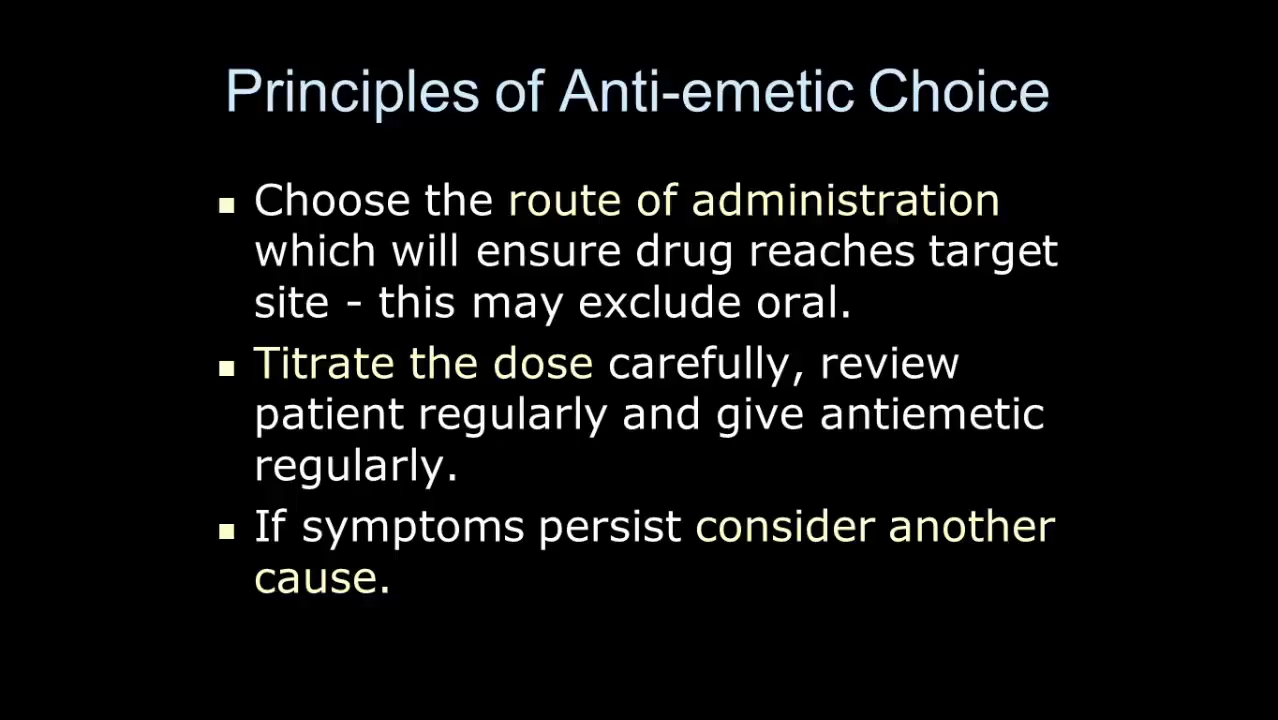 Principles of Anti-emetic Choice
Choose the route of administration
which will ensure drug reaches target
site - this may exclude oral.
Titrate the dose carefully, review
patient regularly and give antiemetic
regularly.
If symptoms persist consider another
cause.